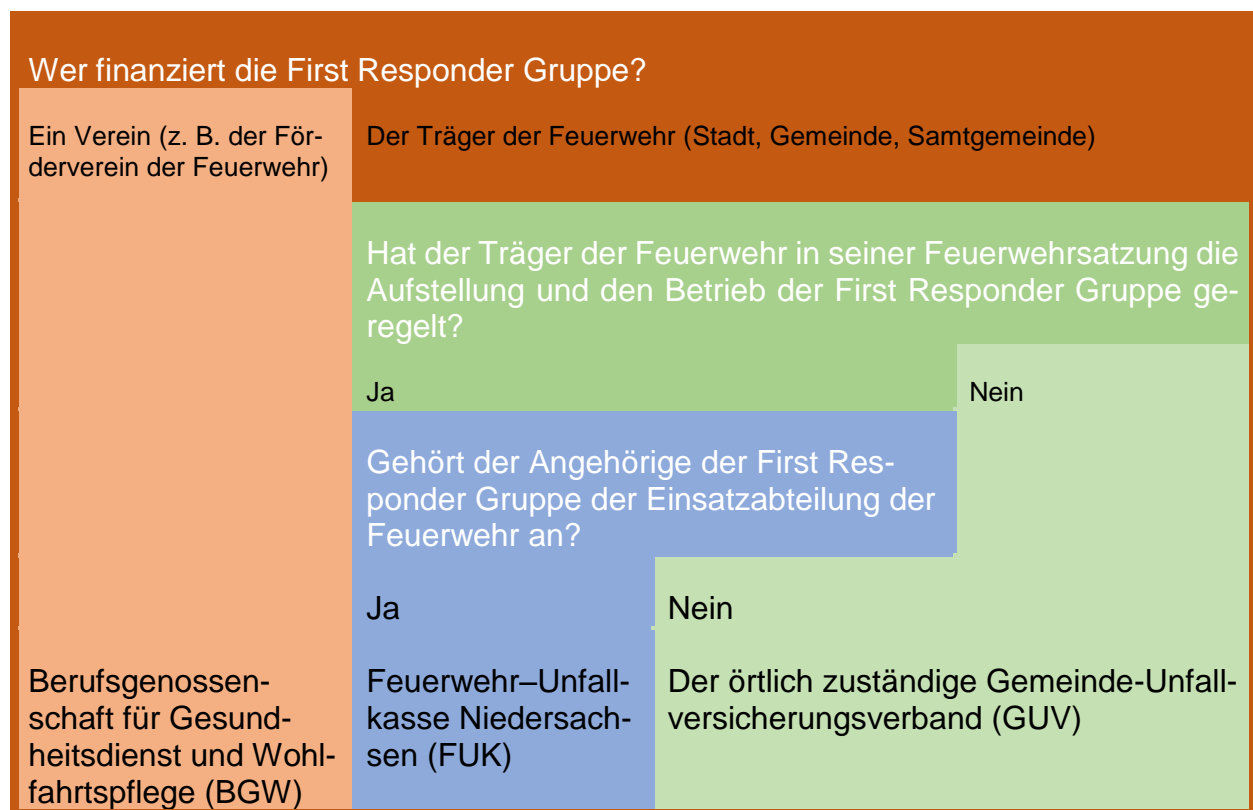 Wer finanziert die First Responder Gruppe?
Ein Verein (z. B. der För-
derverein der Feuerwehr)
Der Träger der Feuerwehr (Stadt, Gemeinde, Samtgemeinde)
Hat der Träger der Feuerwehr in seiner Feuerwehrsatzung die
Aufstellung und den Betrieb der First Responder Gruppe ge-
regelt?
Ja
Nein
Gehört der Angehörige der First Res-
ponder Gruppe der Einsatzabteilung der
Feuerwehr an?
Ja
Nein
Berufsgenossen-
schaft für Gesund-
heitsdienst und Wohl-
fahrtspflege (BGW)
Feuerwehr–Unfall-
kasse Niedersach-
sen (FUK)
Der örtlich zuständige Gemeinde-Unfall-
versicherungsverband (GUV)